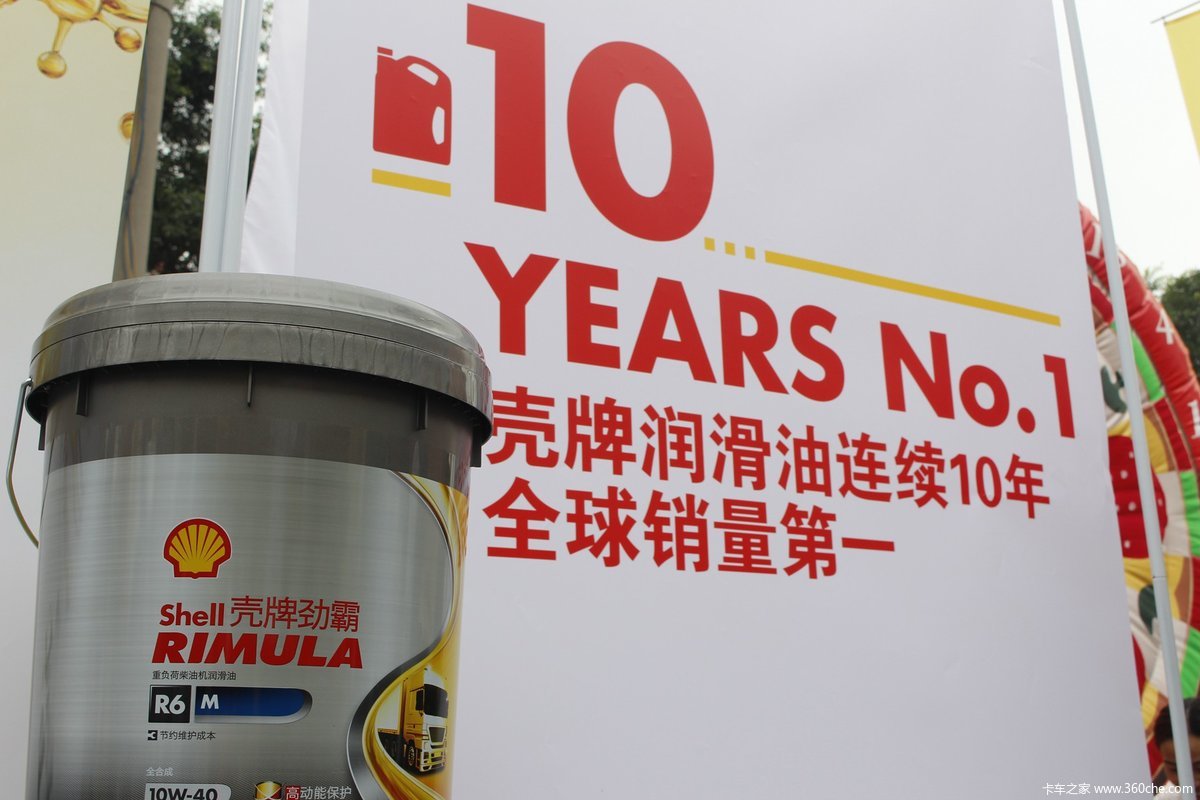 10
YEARS No.1
壳牌润滑油连续10年
全球销量第一
Shell 壳牌劲霸
RIMULA
重负荷柴油机润滑油
R6 M
节约维护成本
全合成
10W-40
高动能保护
卡车之家 www.360che.com